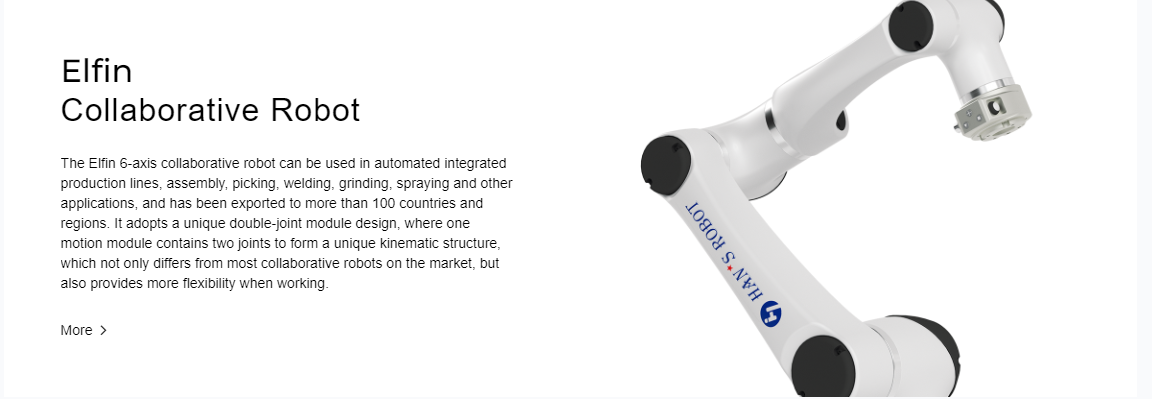 Elfin
Collaborative Robot
The Elfin 6-axis collaborative robot can be used in automated integrated
production lines, assembly, picking, welding, grinding, spraying and other
applications, and has been exported to more than 100 countries and
regions. It adopts a unique double-joint module design, where one
motion module contains two joints to form a unique kinematic structure,
which not only differs from most collaborative robots on the market, but
also provides more flexibility when working.
More >
HAN★S ROBOT